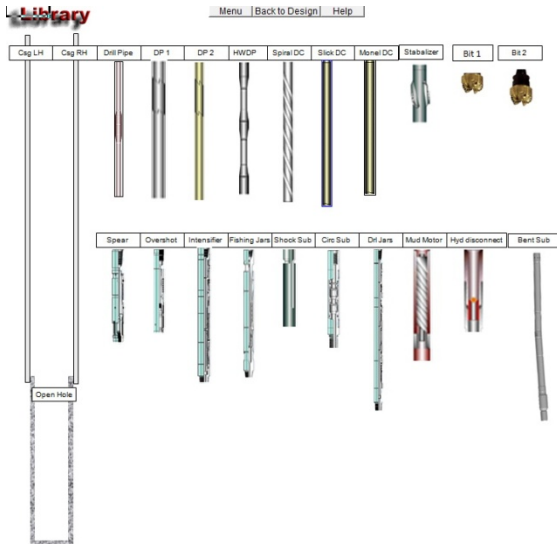 Library
Menu Back to Design Help
Csg LH Csg RH Drill Pipe DP 1 DP 2 HWDP Spiral DC Slick DC Monel DC Stabalizer Bit 1 Bit 2
Spear Overshot Intensifier Fishing Jars Shock Sub Circ Sub Drl Jars Mud Motor Hyd disconnect Bent Sub
Open Hole